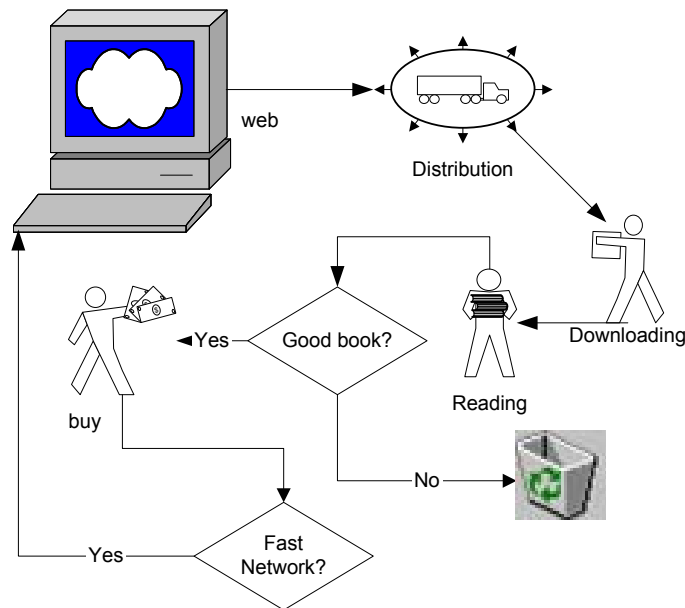 web
Distribution
Downloading
Reading
Good book?
Yes
buy
No
Fast
Network?
Yes